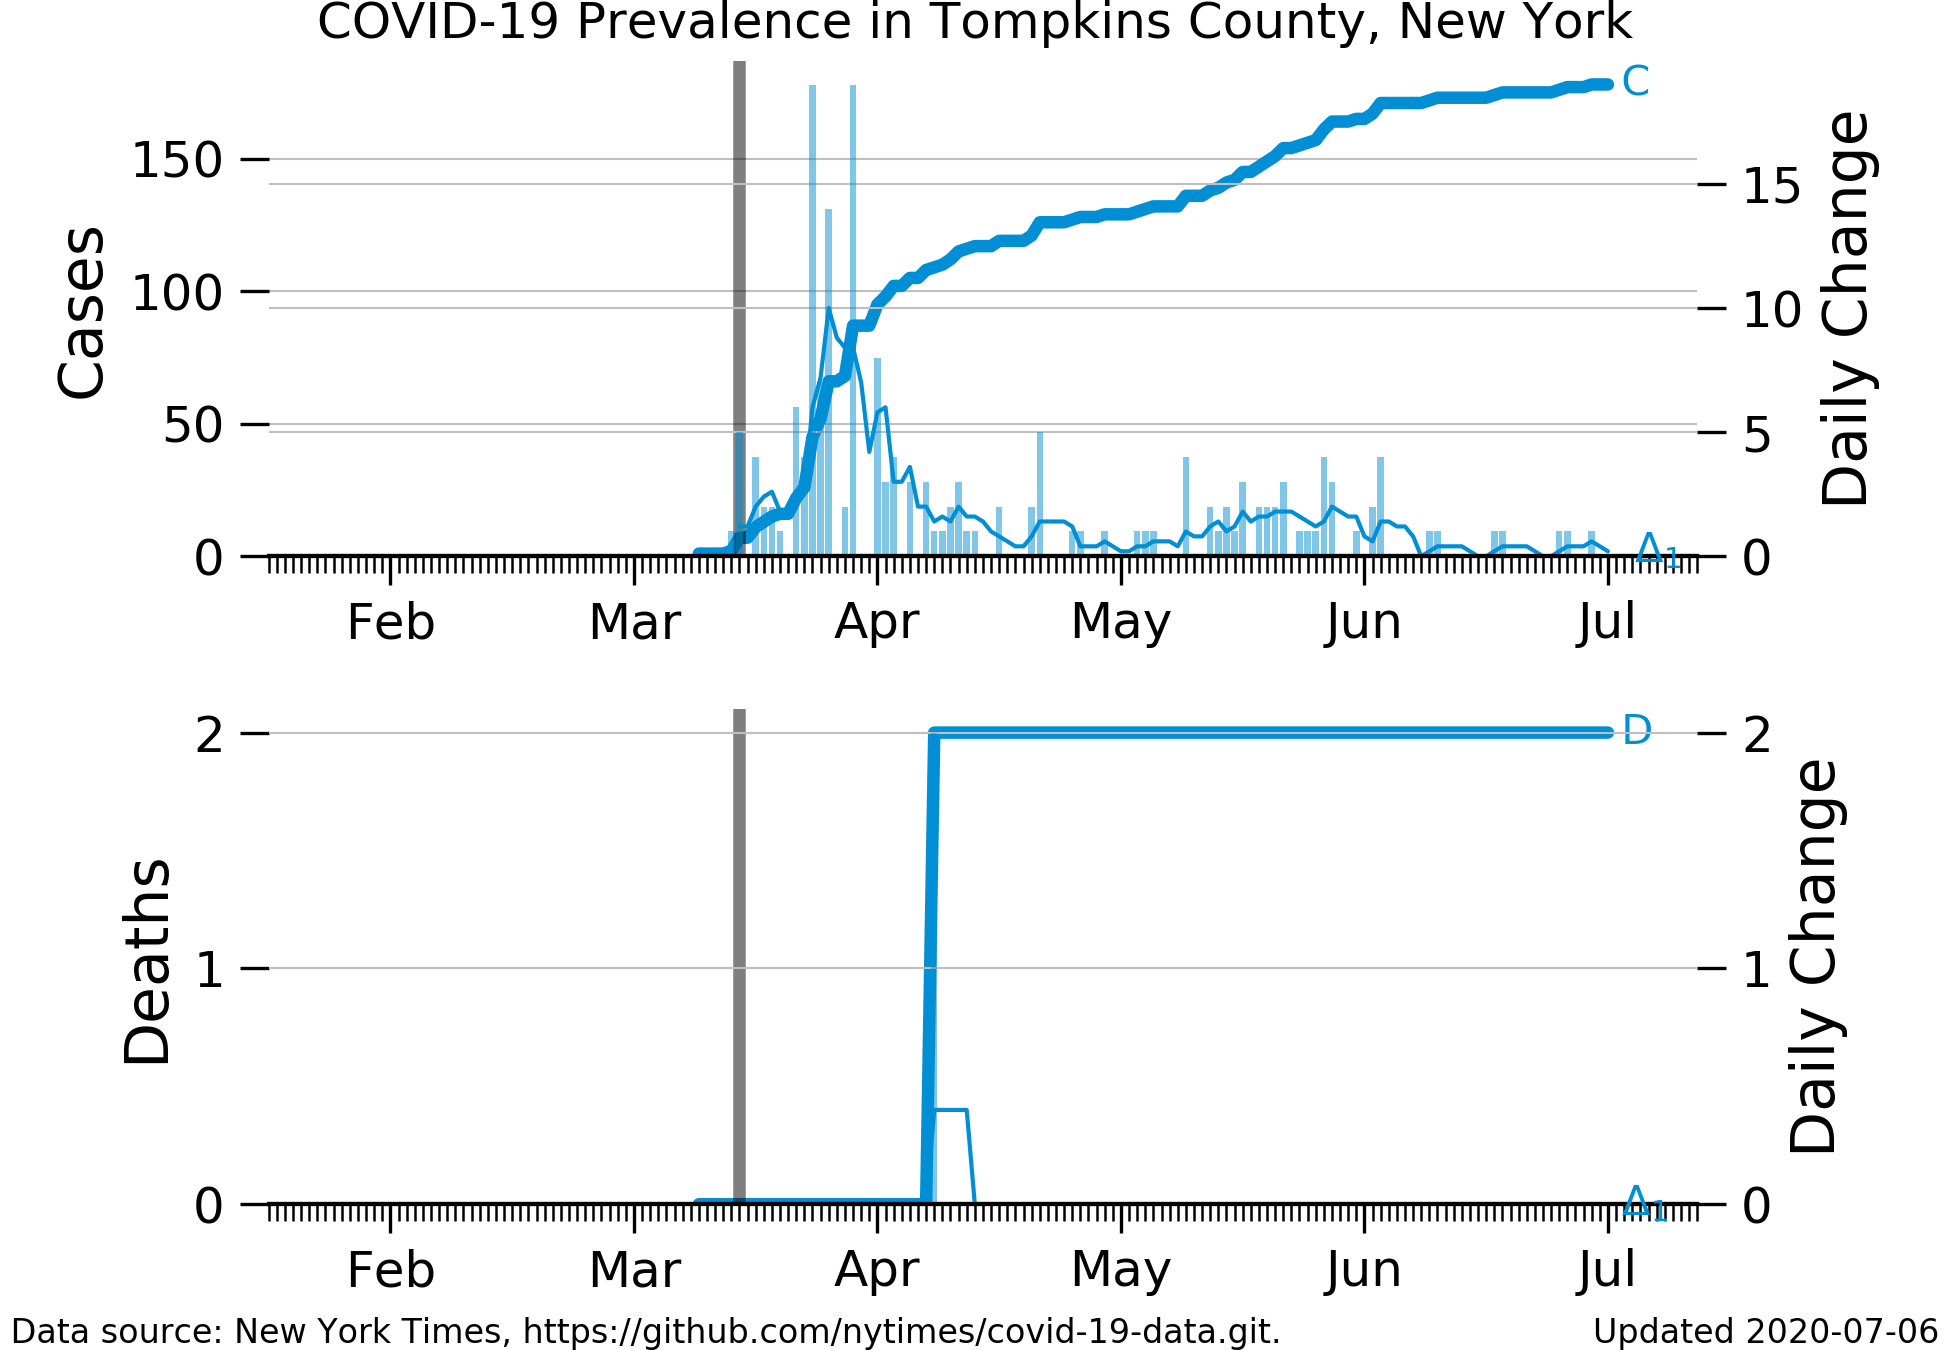 COVID-19 Prevalence in Tompkins County, New York
C
150
15
100
10
50
5
0
Δ1
0
Cases
Daily Change
Feb Mar Apr May Jun Jul
2
D
2
1
1
0
Δ1
0
Deaths
Daily Change
Feb Mar Apr May Jun Jul
Data source: New York Times, https://github.com/nytimes/covid-19-data.git. Updated 2020-07-06